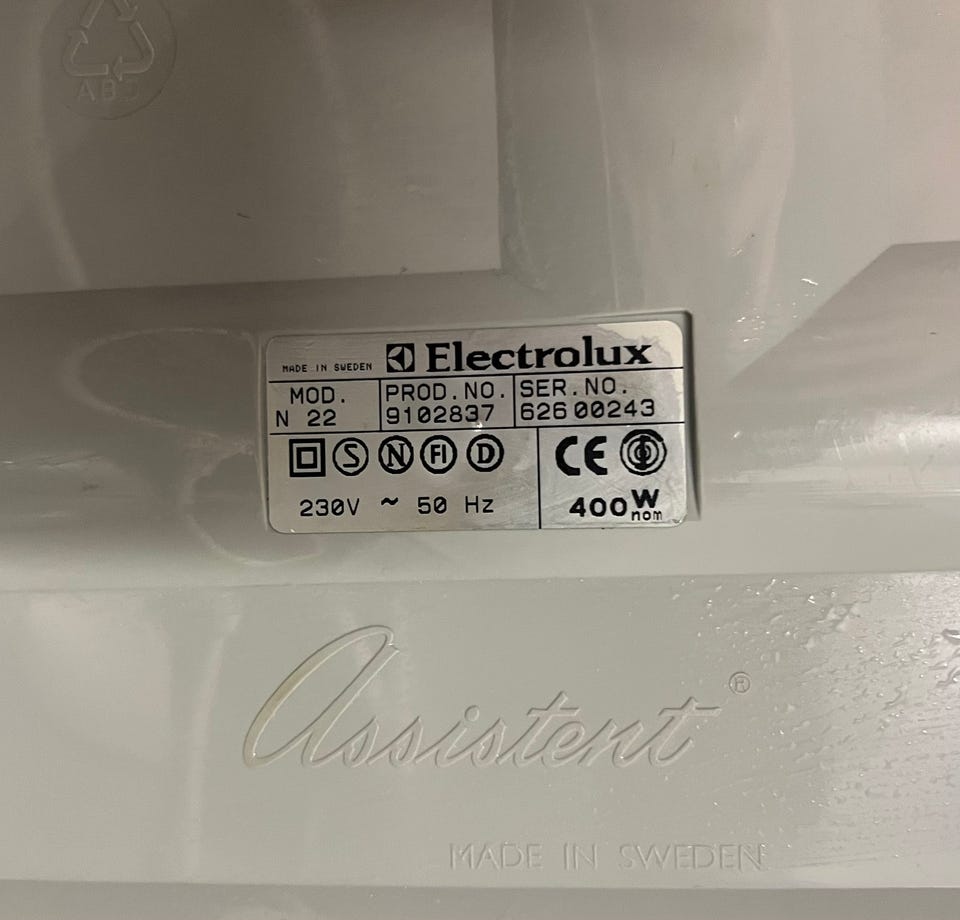 ABS
MADE IN SWEDEN Electrolux
MOD. PROD.NO. SER.NO.
N 22 9102837 626 00243
S N FI D CE
230V ~ 50 Hz 400 W nom
Assistent ®
MADE IN SWEDEN